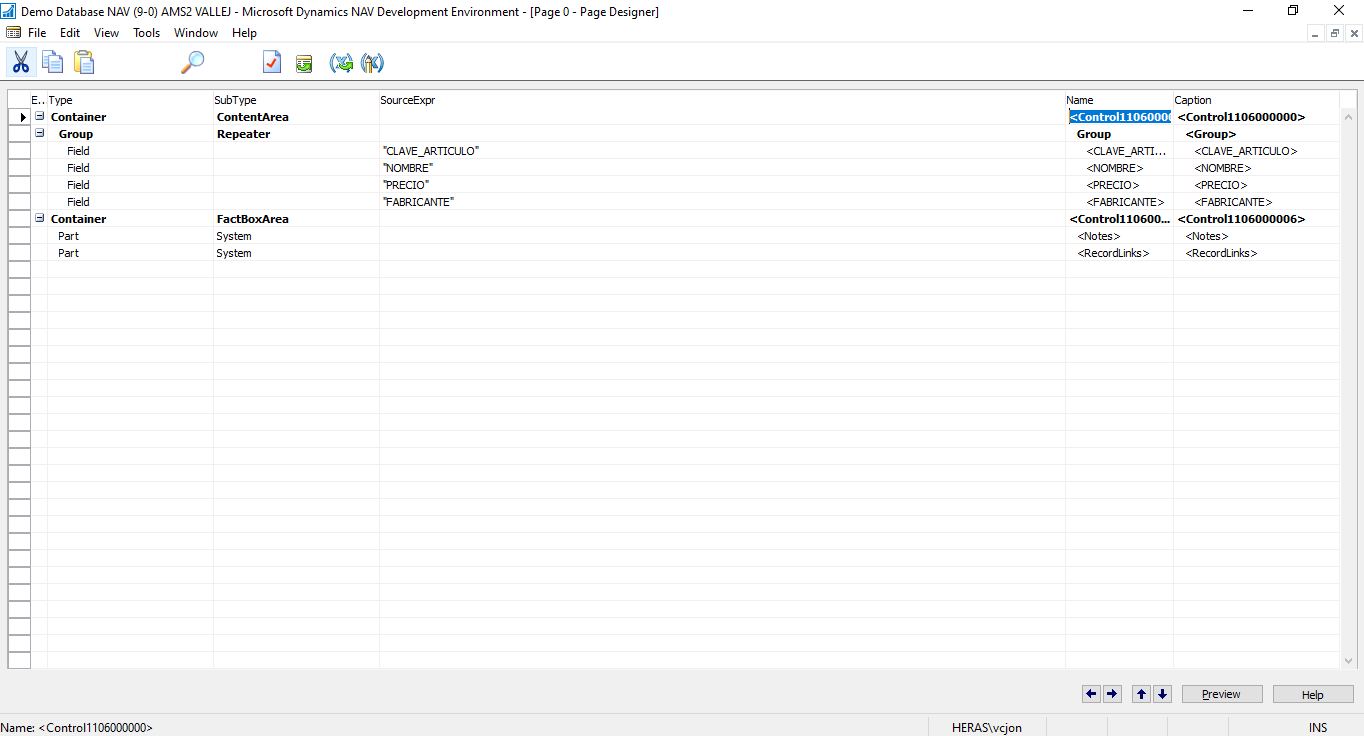 Demo Database NAV (9-0) AMS2 VALLEJ - Microsoft Dynamics NAV Development Environment - [Page 0 - Page Designer]
File Edit View Tools Window Help
E.. Type SubType SourceExpr Name Caption
Container ContentArea <Control11060000 <Control1106000000>
Group Repeater Group <Group>
Field "CLAVE_ARTICULO" <CLAVE_ARTI... <CLAVE_ARTICULO>
Field "NOMBRE" <NOMBRE> <NOMBRE>
Field "PRECIO" <PRECIO> <PRECIO>
Field "FABRICANTE" <FABRICANTE> <FABRICANTE>
Container FactBoxArea <Control110600... <Control1106000006>
Part System <Notes> <Notes>
Part System <RecordLinks> <RecordLinks>
Preview Help
Name: <Control1106000000> HERAS\vcjon INS